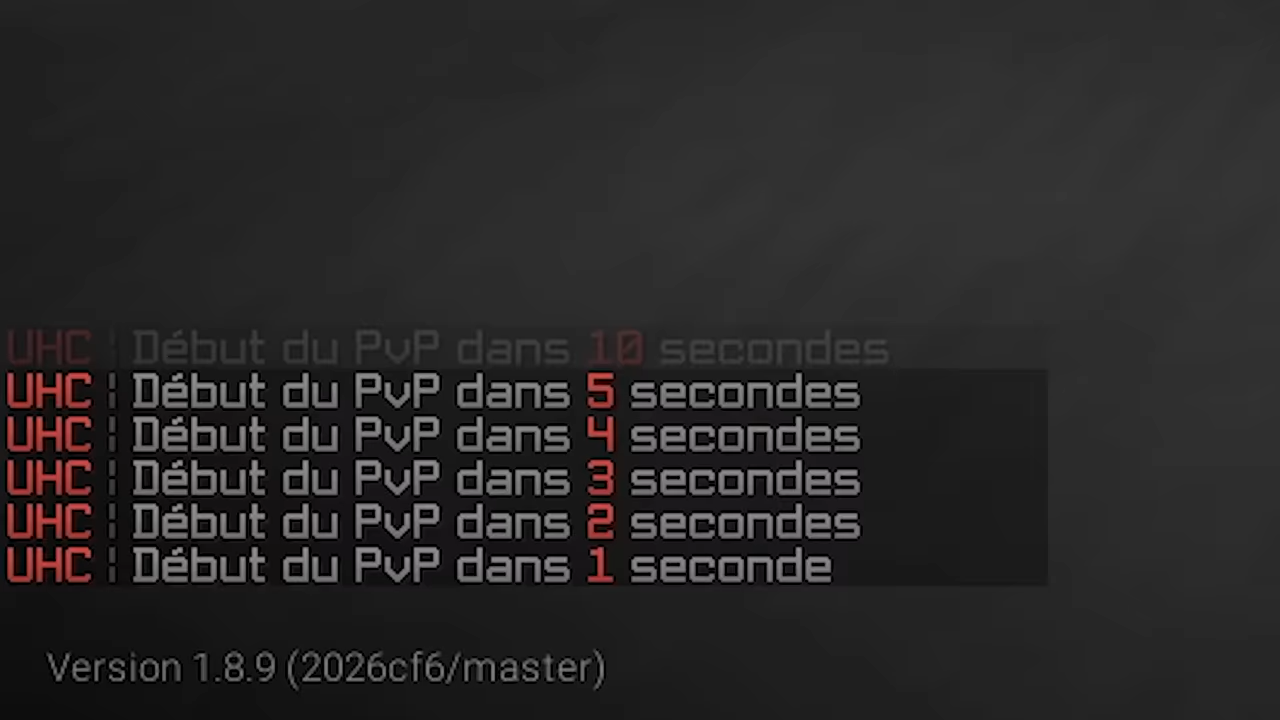 UHC ¦ Début du PvP dans 10 secondes
UHC ¦ Début du PvP dans 5 secondes
UHC ¦ Début du PvP dans 4 secondes
UHC ¦ Début du PvP dans 3 secondes
UHC ¦ Début du PvP dans 2 secondes
UHC ¦ Début du PvP dans 1 seconde
Version 1.8.9 (2026cf6/master)